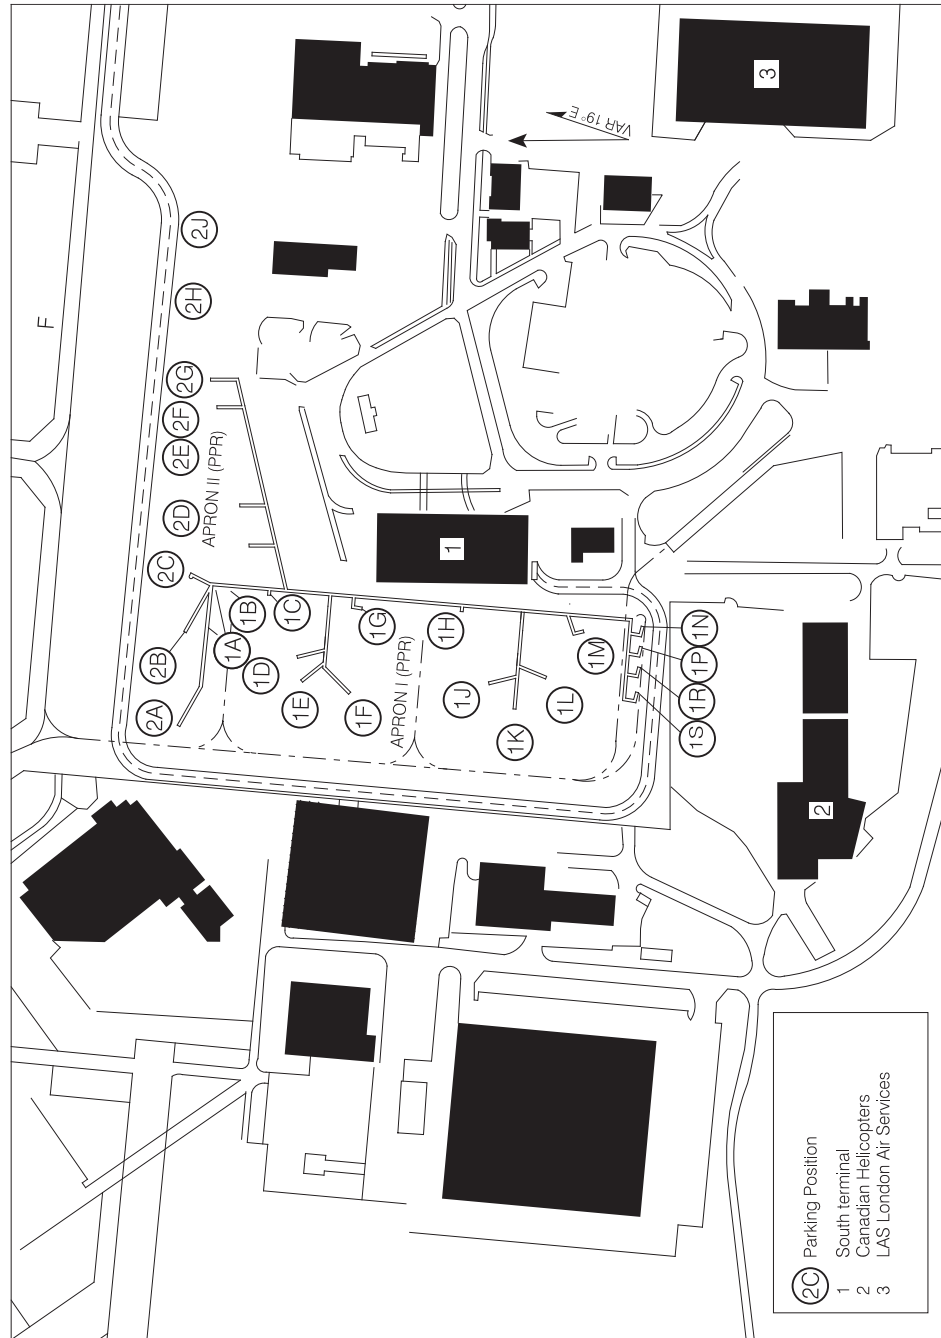 F
2J
2H
2G
2F
2E
2D
2C
2B
2A
APRON II (PPR)
1A
1B
1C
1D
1E
1F
1G
1H
1J
1K
1L
1M
1N
1P
1R
1S
APRON I (PPR)
VAR 19° E
1
2
3
2C Parking Position
1 South terminal
2 Canadian Helicopters
3 LAS London Air Services